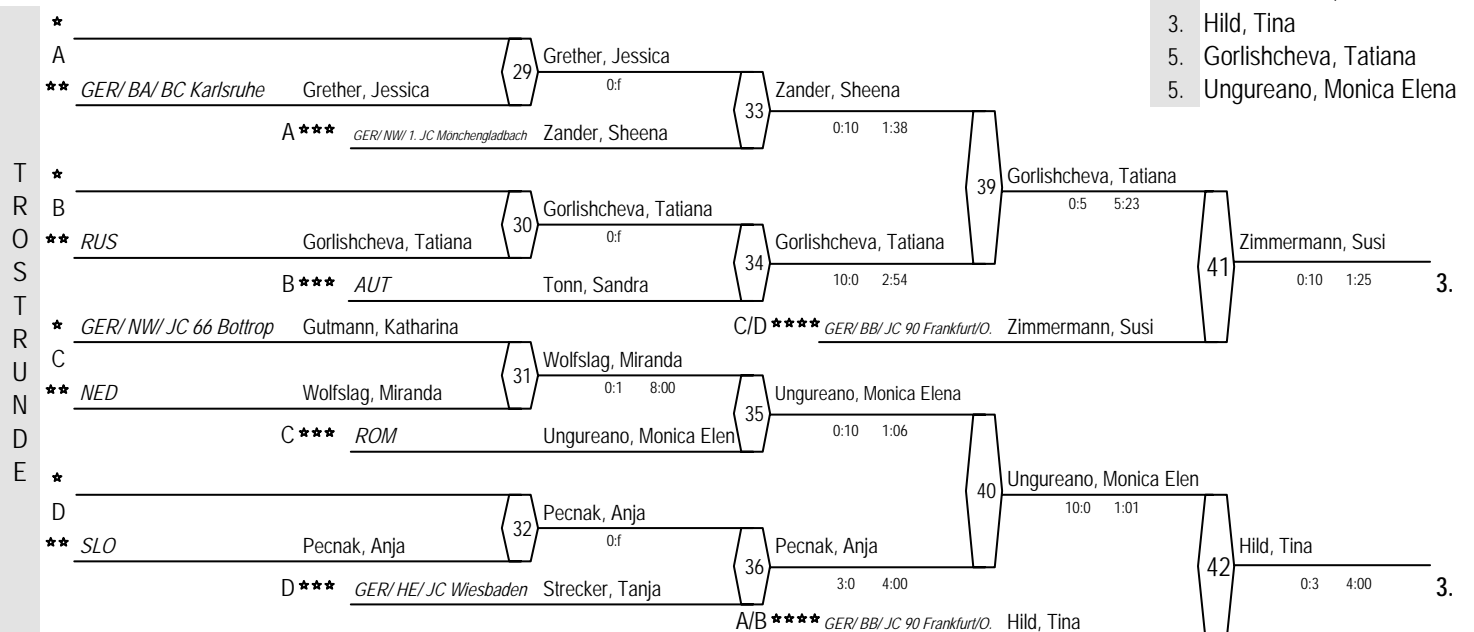 3. Hild, Tina
5. Gorlishcheva, Tatiana
5. Ungureano, Monica Elena
TROSTRUNDE
*
A
** GER/ BA/ BC Karlsruhe Grether, Jessica
29
Grether, Jessica
0:f
A *** GER/ NW/ 1. JC Mönchengladbach Zander, Sheena
33
Zander, Sheena
0:10 1:38
*
B
** RUS Gorlishcheva, Tatiana
30
Gorlishcheva, Tatiana
0:f
B *** AUT Tonn, Sandra
34
Gorlishcheva, Tatiana
10:0 2:54
39
Gorlishcheva, Tatiana
0:5 5:23
C/D **** GER/ BB/ JC 90 Frankfurt/O. Zimmermann, Susi
41
Zimmermann, Susi
0:10 1:25 3.
* GER/ NW/ JC 66 Bottrop Gutmann, Katharina
C
** NED Wolfslag, Miranda
31
Wolfslag, Miranda
0:1 8:00
C *** ROM Ungureano, Monica Elen
35
Ungureano, Monica Elena
0:10 1:06
*
D
** SLO Pecnak, Anja
32
Pecnak, Anja
0:f
D *** GER/ HE/ JC Wiesbaden Strecker, Tanja
36
Pecnak, Anja
3:0 4:00
40
Ungureano, Monica Elen
10:0 1:01
A/B **** GER/ BB/ JC 90 Frankfurt/O. Hild, Tina
42
Hild, Tina
0:3 4:00 3.